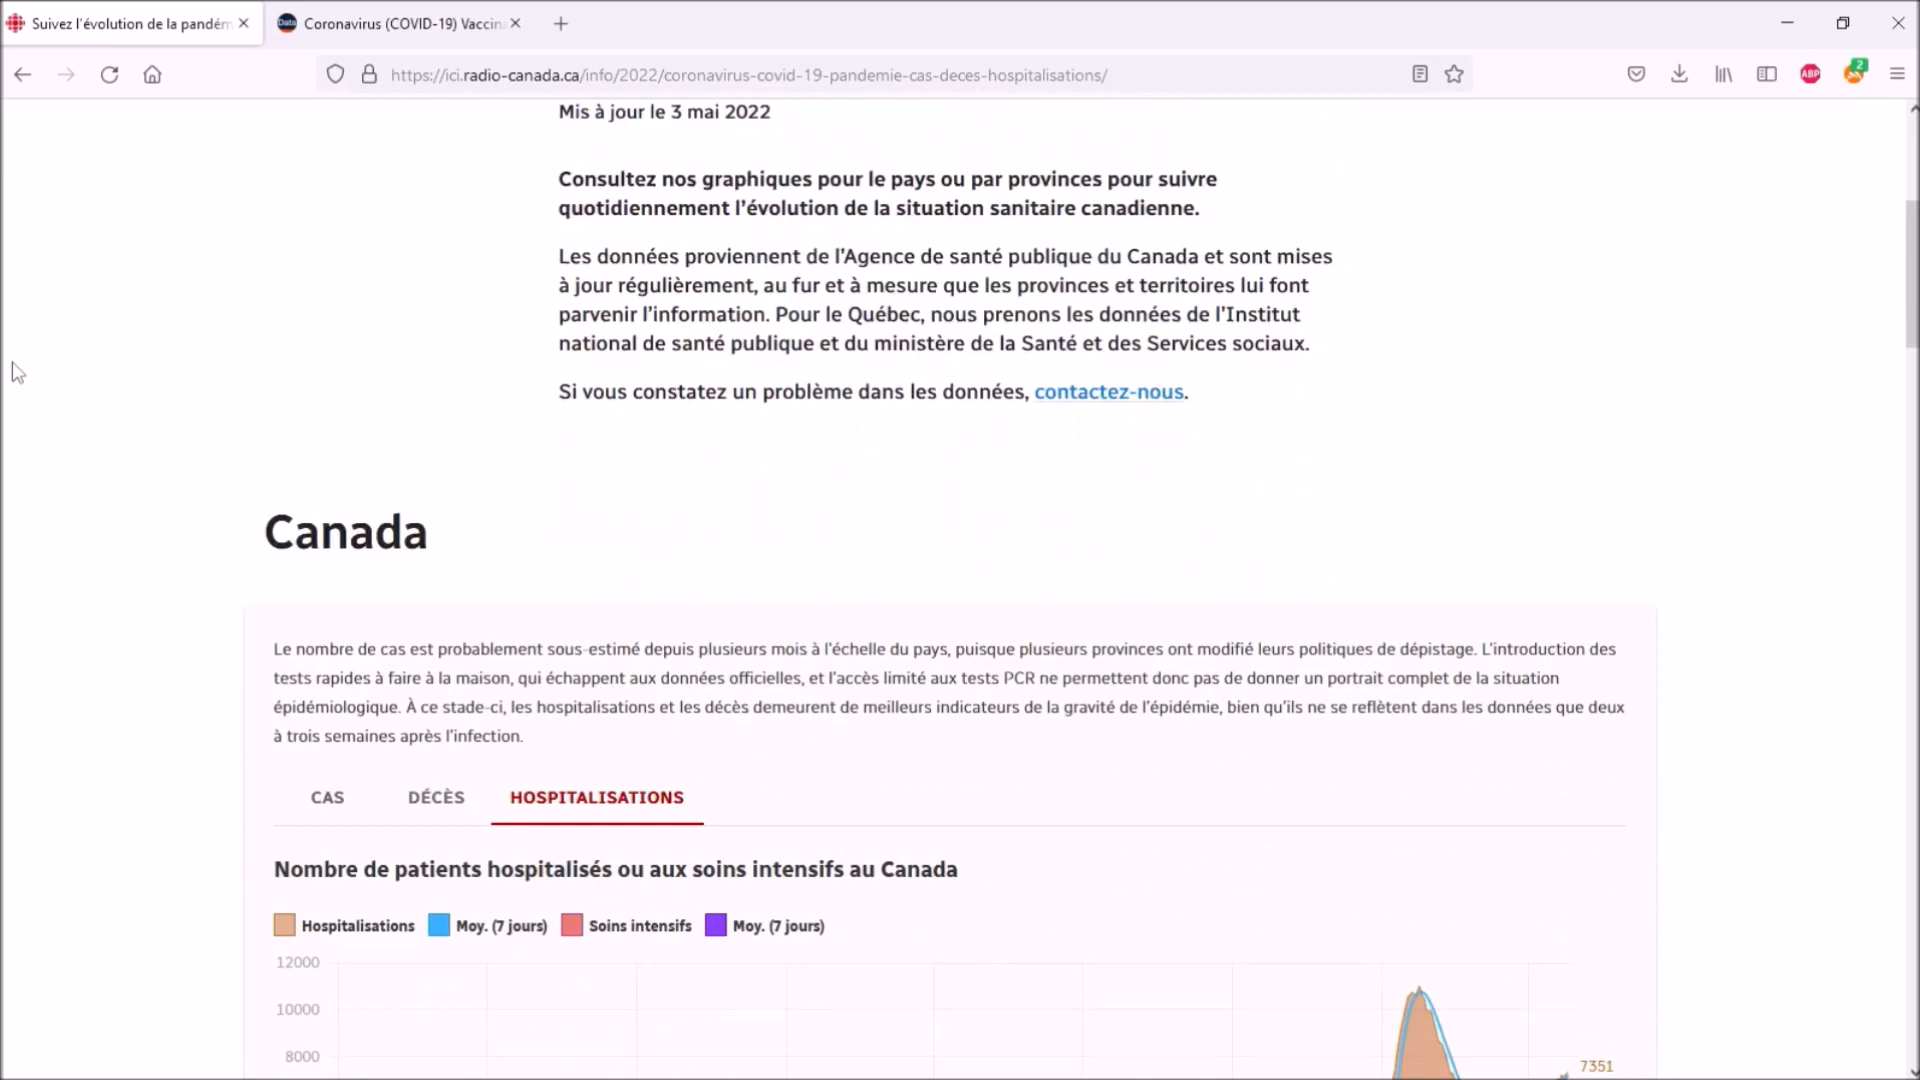 Suivez l'évolution de la pandém
Coronavirus (COVID-19) Vaccin
https://ici.radio-canada.ca/info/2022/coronavirus-covid-19-pandemie-cas-deces-hospitalisations/
ABP
2
Mis à jour le 3 mai 2022
Consultez nos graphiques pour le pays ou par provinces pour suivre
quotidiennement l'évolution de la situation sanitaire canadienne.
Les données proviennent de l'Agence de santé publique du Canada et sont mises
à jour régulièrement, au fur et à mesure que les provinces et territoires lui font
parvenir l'information. Pour le Québec, nous prenons les données de l'Institut
national de santé publique et du ministère de la Santé et des Services sociaux.
Si vous constatez un problème dans les données, contactez-nous.
Canada
Le nombre de cas est probablement sous-estimé depuis plusieurs mois à l'échelle du pays, puisque plusieurs provinces ont modifié leurs politiques de dépistage. L'introduction des
tests rapides à faire à la maison, qui échappent aux données officielles, et l'accès limité aux tests PCR ne permettent donc pas de donner un portrait complet de la situation
épidémiologique. À ce stade-ci, les hospitalisations et les décès demeurent de meilleurs indicateurs de la gravité de l'épidémie, bien qu'ils ne se reflètent dans les données que deux
à trois semaines après l'infection.
CAS DÉCÈS HOSPITALISATIONS
Nombre de patients hospitalisés ou aux soins intensifs au Canada
Hospitalisations Moy. (7 jours) Soins intensifs Moy. (7 jours)
12000
10000
8000
7351